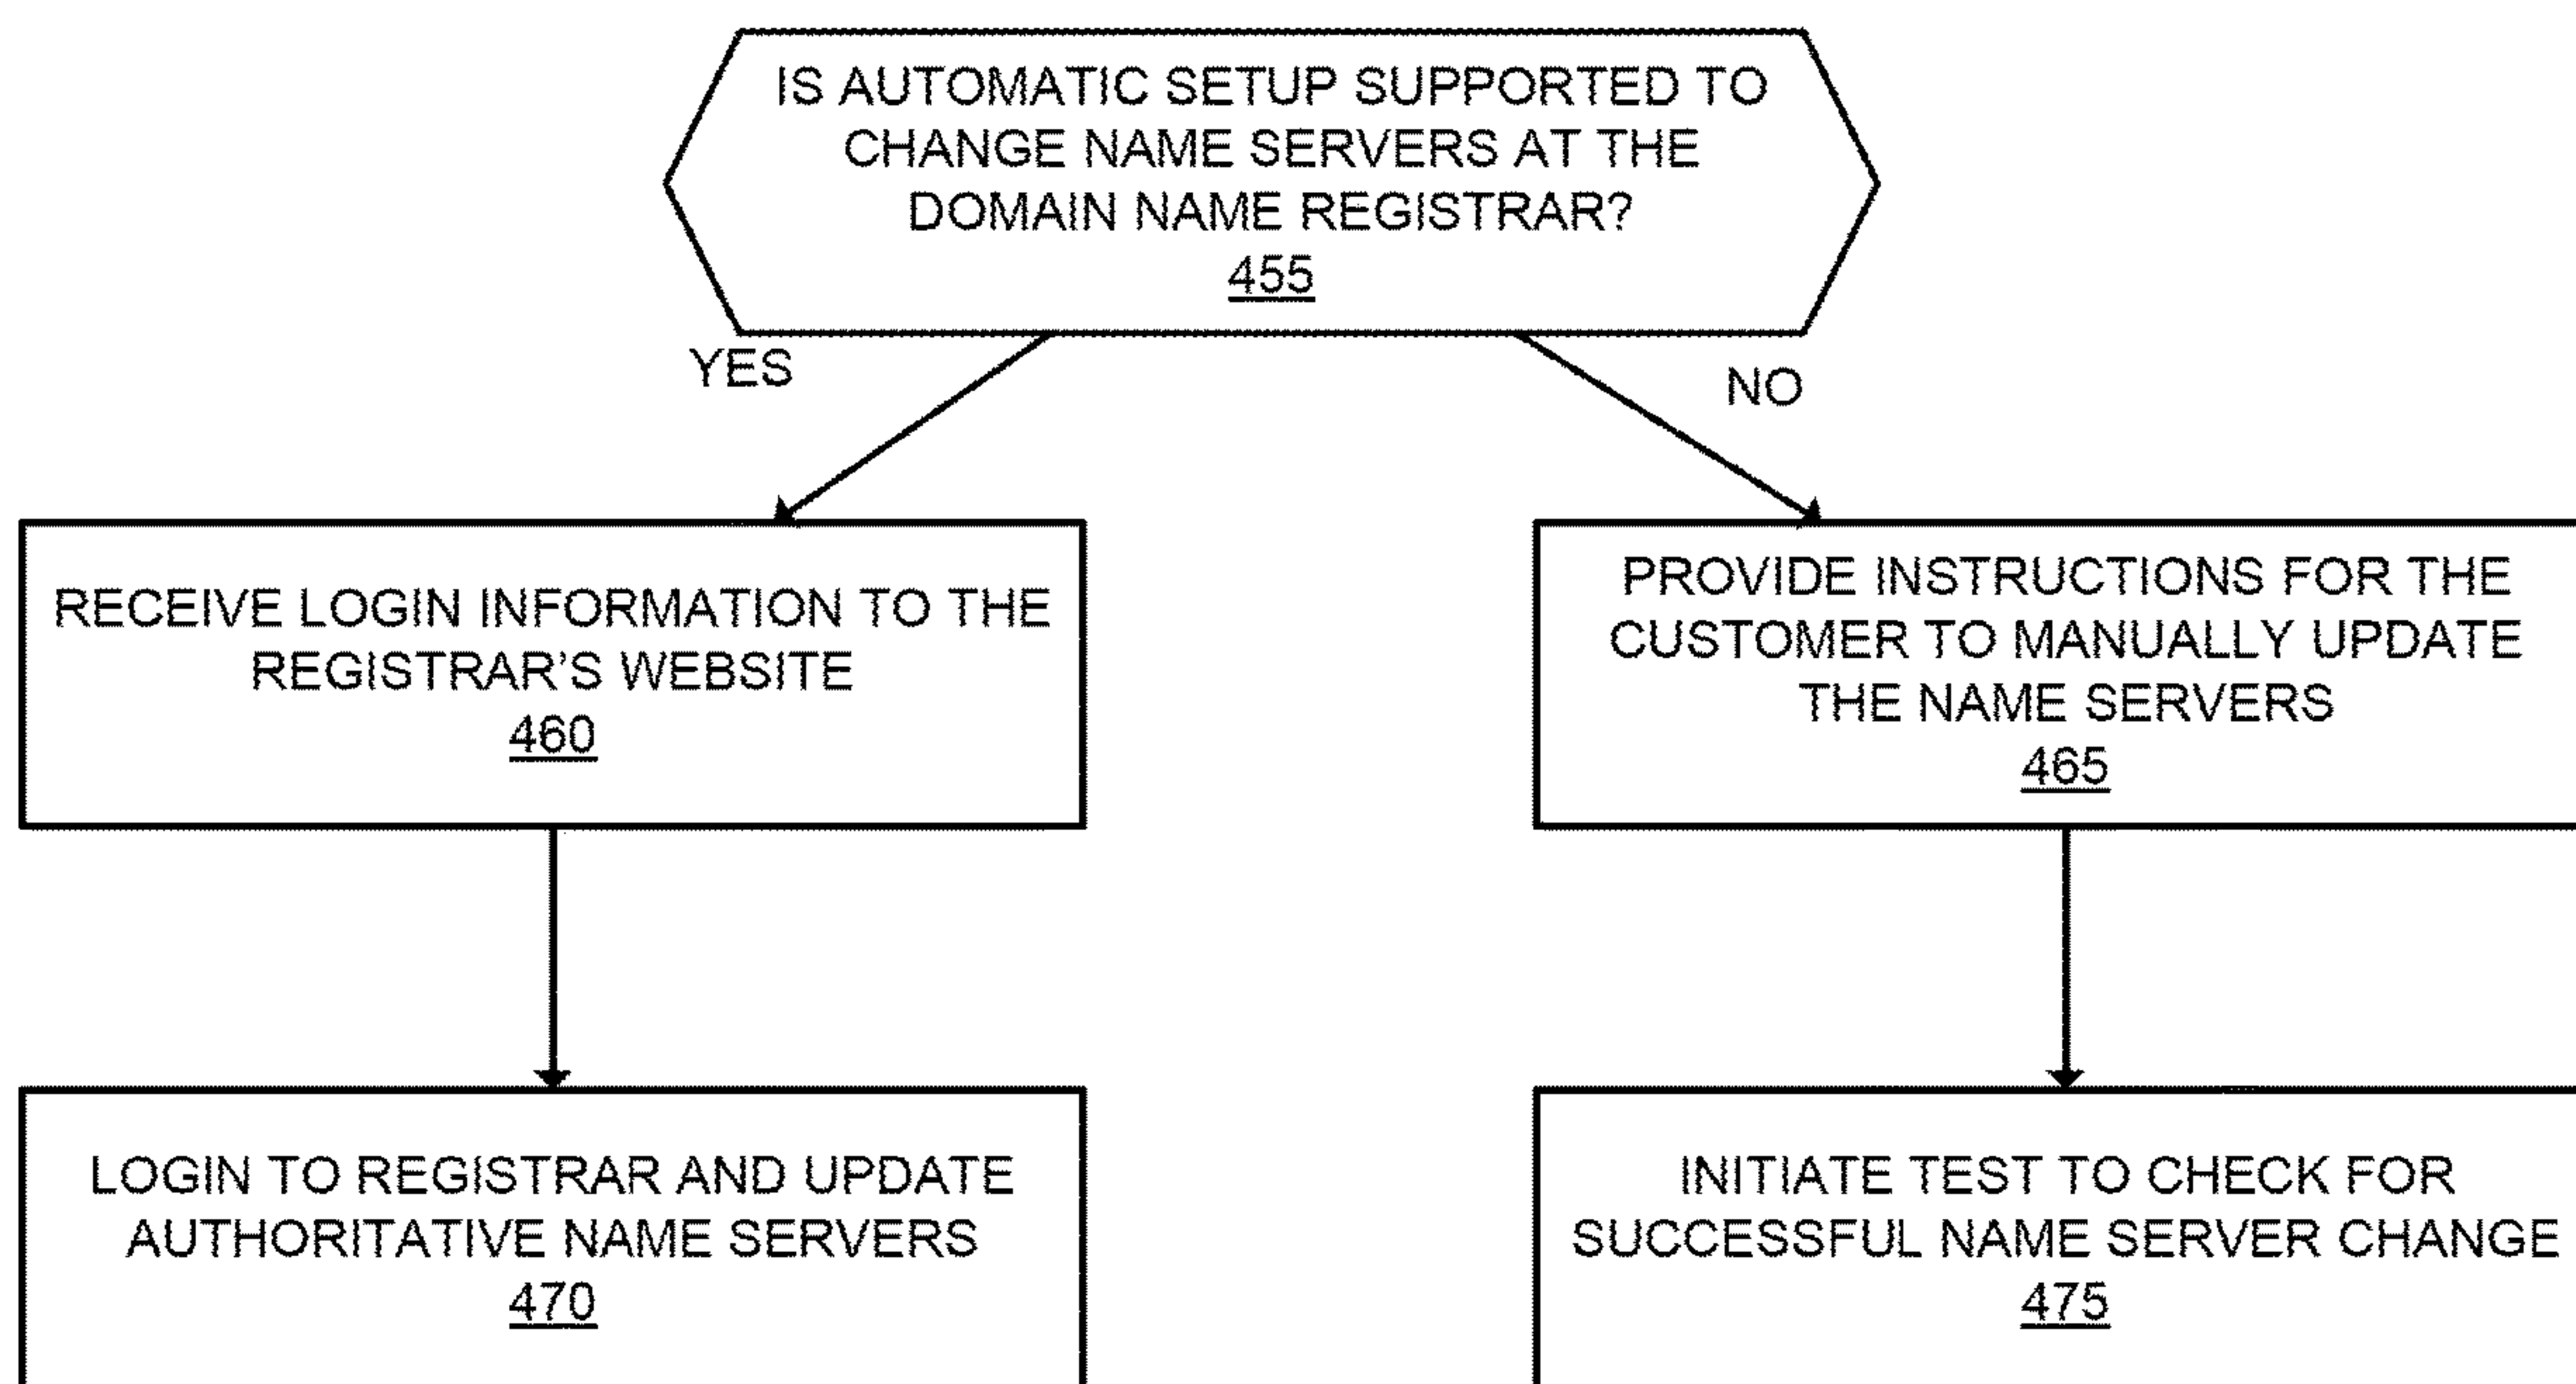 IS AUTOMATIC SETUP SUPPORTED TO
CHANGE NAME SERVERS AT THE
DOMAIN NAME REGISTRAR?
455
YES
NO
RECEIVE LOGIN INFORMATION TO THE
REGISTRAR'S WEBSITE
460
PROVIDE INSTRUCTIONS FOR THE
CUSTOMER TO MANUALLY UPDATE
THE NAME SERVERS
465
LOGIN TO REGISTRAR AND UPDATE
AUTHORITATIVE NAME SERVERS
470
INITIATE TEST TO CHECK FOR
SUCCESSFUL NAME SERVER CHANGE
475